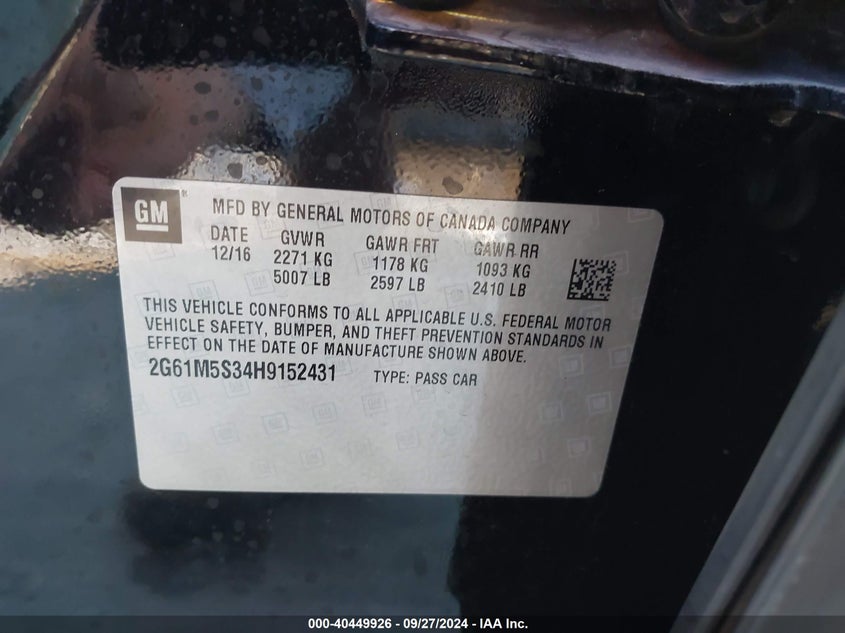 GM
MFD BY GENERAL MOTORS OF CANADA COMPANY
DATE GVWR GAWR FRT GAWR RR
12/16 2271 KG 1178 KG 1093 KG
5007 LB 2597 LB 2410 LB
THIS VEHICLE CONFORMS TO ALL APPLICABLE U.S. FEDERAL MOTOR
VEHICLE SAFETY, BUMPER, AND THEFT PREVENTION STANDARDS IN
EFFECT ON THE DATE OF MANUFACTURE SHOWN ABOVE.
2G61M5S34H9152431 TYPE: PASS CAR
000-40449926 - 09/27/2024 - IAA Inc.